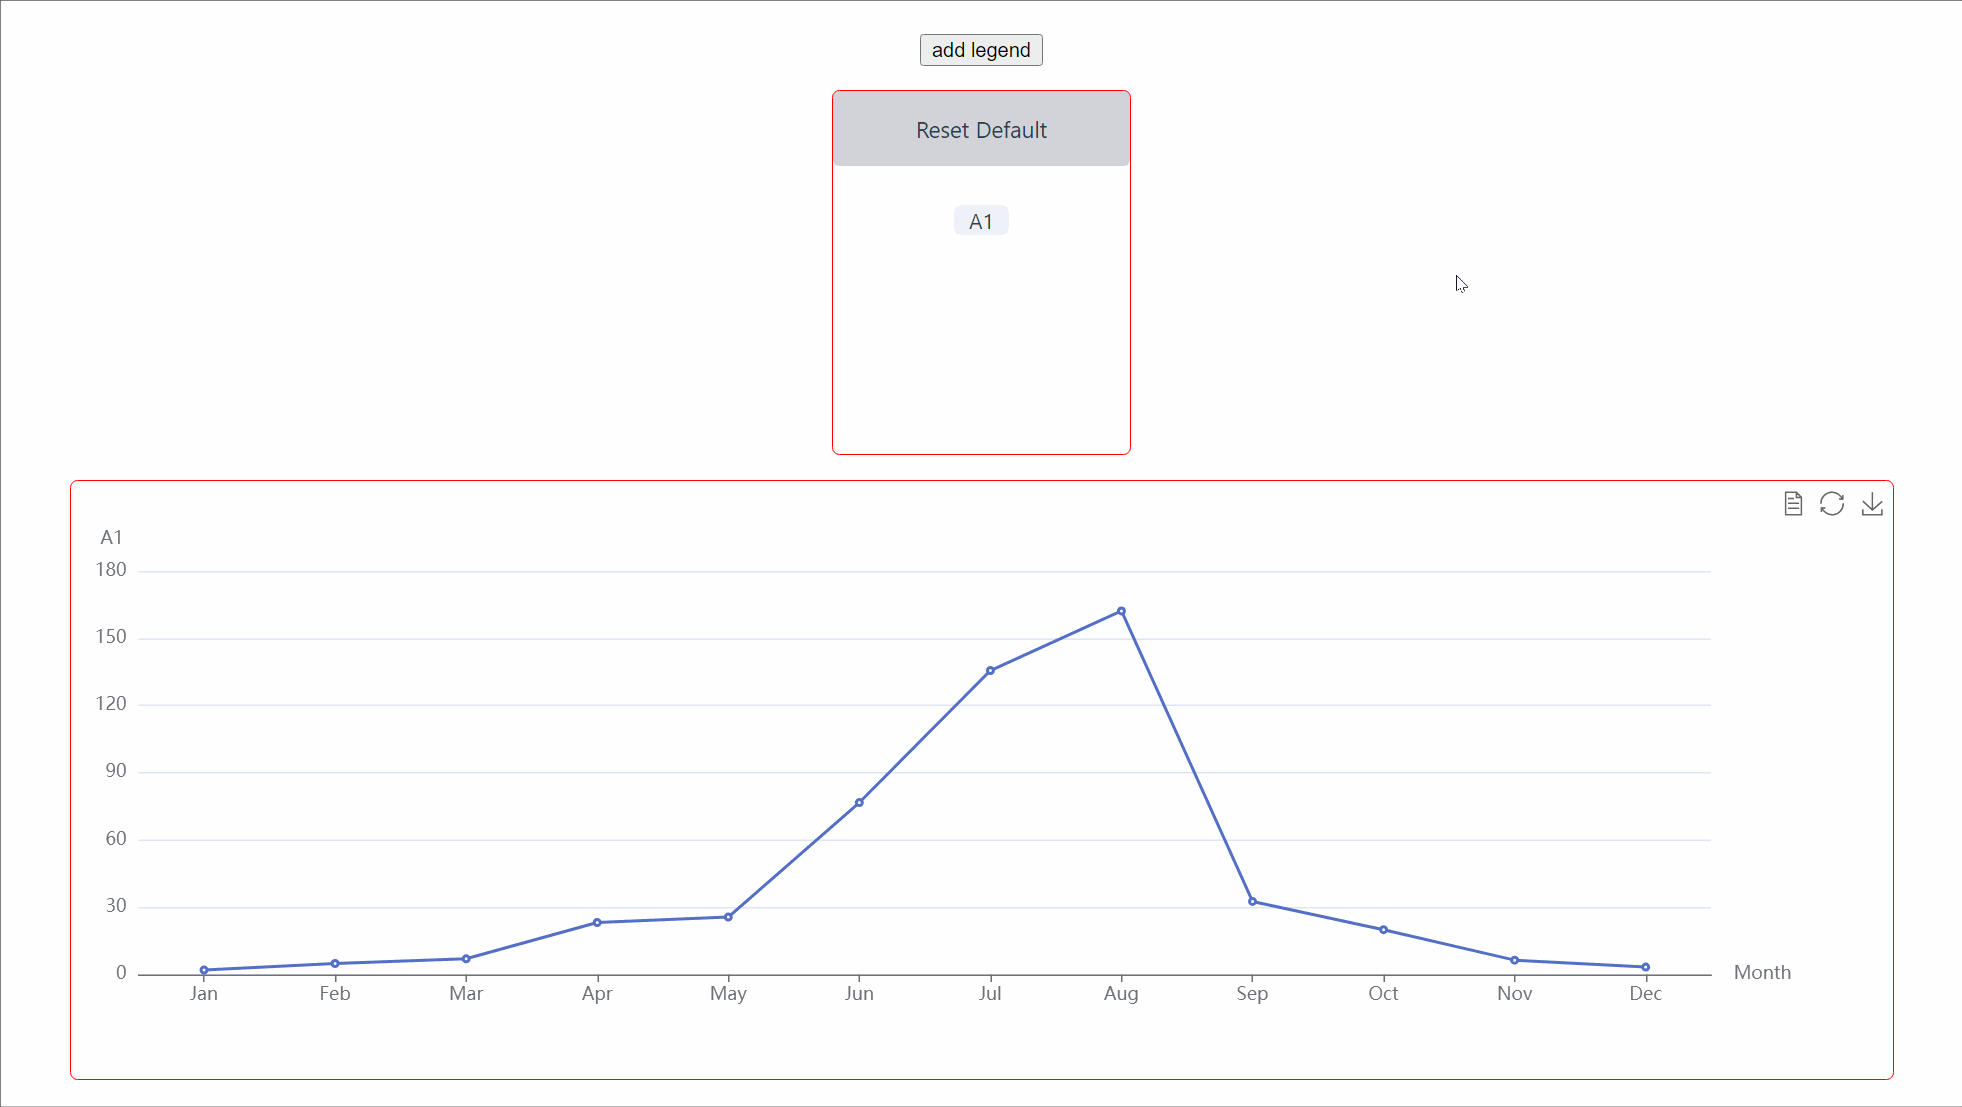 add legend
Reset Default
A1
A1
180
150
120
90
60
30
0
Jan Feb Mar Apr May Jun Jul Aug Sep Oct Nov Dec
Month